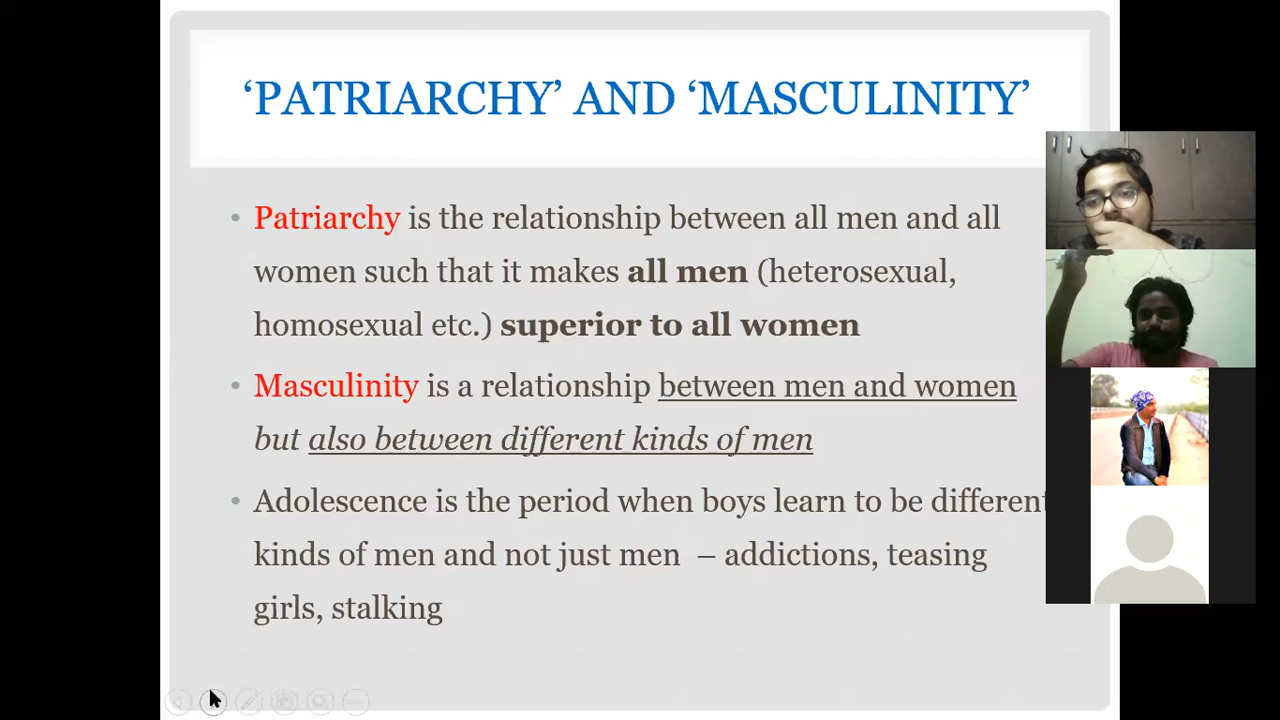 ‘PATRIARCHY’ AND ‘MASCULINITY’
• Patriarchy is the relationship between all men and all
women such that it makes all men (heterosexual,
homosexual etc.) superior to all women
• Masculinity is a relationship between men and women
but also between different kinds of men
• Adolescence is the period when boys learn to be different
kinds of men and not just men – addictions, teasing
girls, stalking